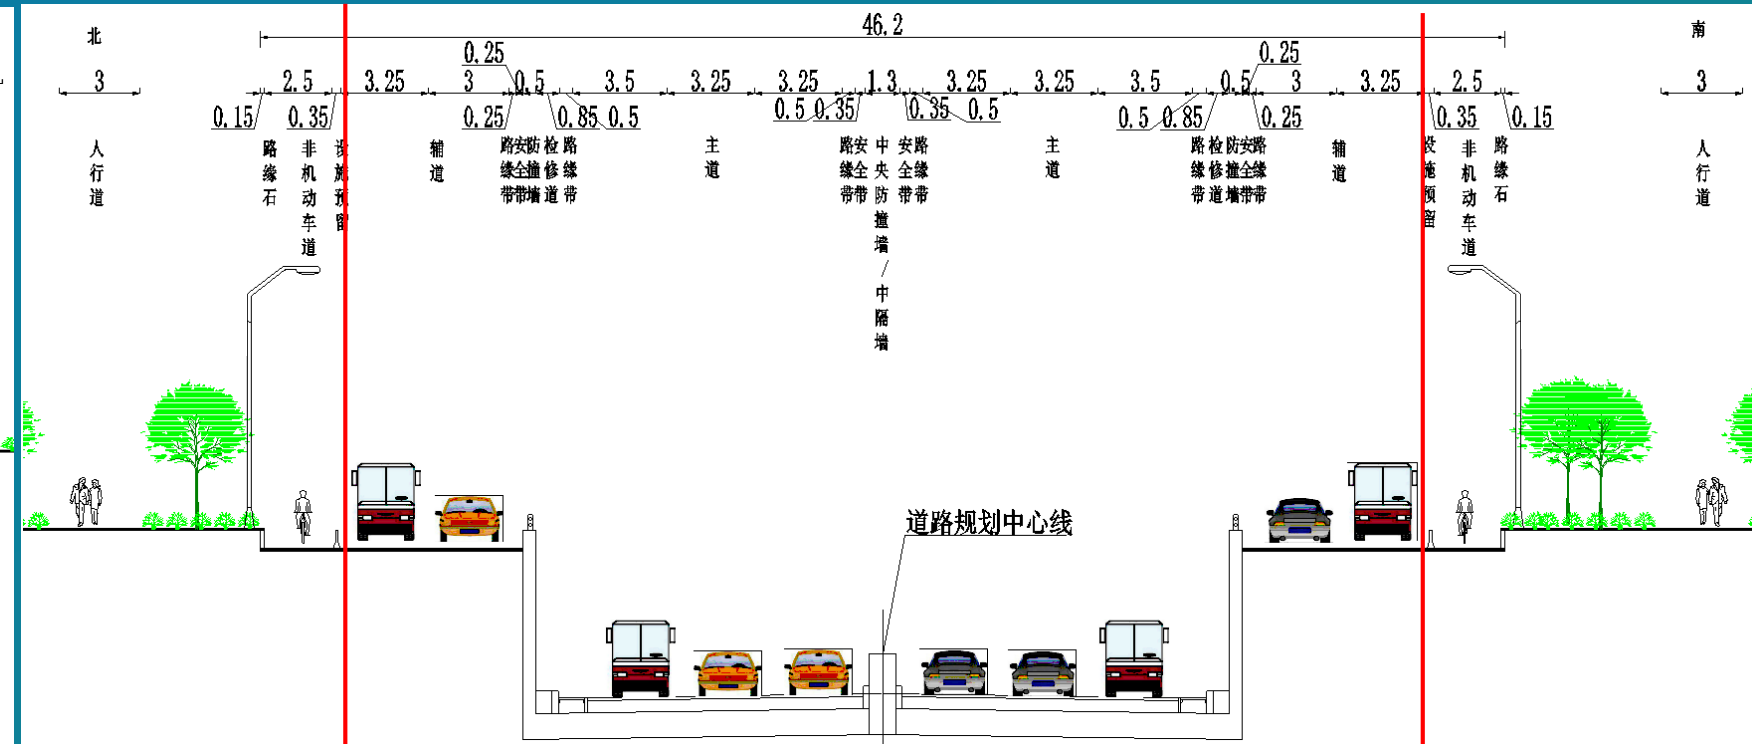 北
46.2
南
0.25
0.25
3
2.5
3.25
3
0.5
3.5
3.25
3.25
1.3
3.25
3.25
3.5
0.5
3
3.25
2.5
3
0.15
0.35
0.25
0.85
0.5
0.5
0.35
0.35
0.5
0.5
0.85
0.25
0.35
0.15
人行道
路缘石
非机动车道
设施预留
辅道
路缘带
安全带
防撞墙
检修道
路缘带
主道
路缘带
安全带
中央防撞墙/中隔墙
安全带
路缘带
主道
路缘带
检修道
防撞墙
安全带
路缘带
辅道
设施预留
非机动车道
路缘石
人行道
道路规划中心线